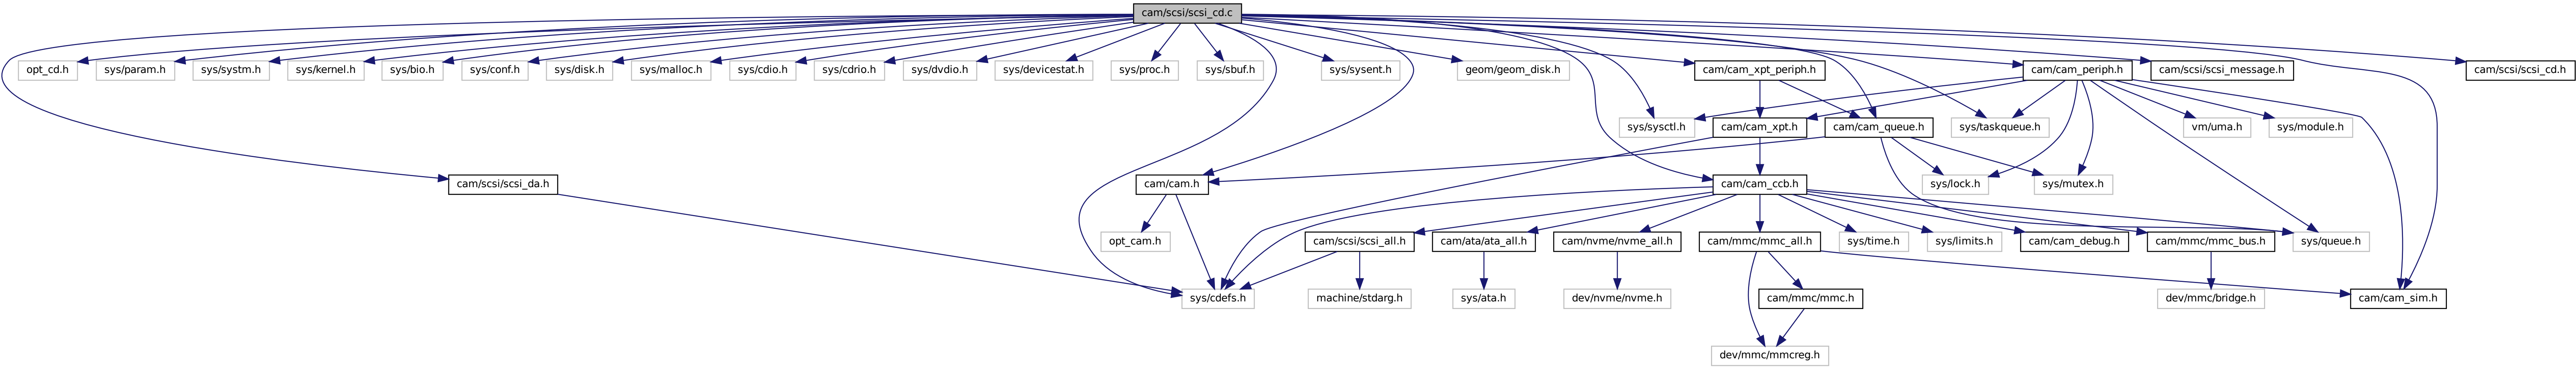 cam/scsi/scsi_cd.c
opt_cd.h
sys/param.h
sys/systm.h
sys/kernel.h
sys/bio.h
sys/conf.h
sys/disk.h
sys/malloc.h
sys/cdio.h
sys/cdrio.h
sys/dvdio.h
sys/devicestat.h
sys/proc.h
sys/sbuf.h
sys/sysent.h
geom/geom_disk.h
cam/cam_xpt_periph.h
cam/cam_periph.h
cam/scsi/scsi_message.h
cam/scsi/scsi_cd.h
sys/sysctl.h
cam/cam_xpt.h
cam/cam_queue.h
sys/taskqueue.h
vm/uma.h
sys/module.h
cam/scsi/scsi_da.h
cam/cam.h
cam/cam_ccb.h
sys/lock.h
sys/mutex.h
opt_cam.h
cam/scsi/scsi_all.h
cam/ata/ata_all.h
cam/nvme/nvme_all.h
cam/mmc/mmc_all.h
sys/time.h
sys/limits.h
cam/cam_debug.h
cam/mmc/mmc_bus.h
sys/queue.h
sys/cdefs.h
machine/stdarg.h
sys/ata.h
dev/nvme/nvme.h
cam/mmc/mmc.h
dev/mmc/bridge.h
cam/cam_sim.h
dev/mmc/mmcreg.h